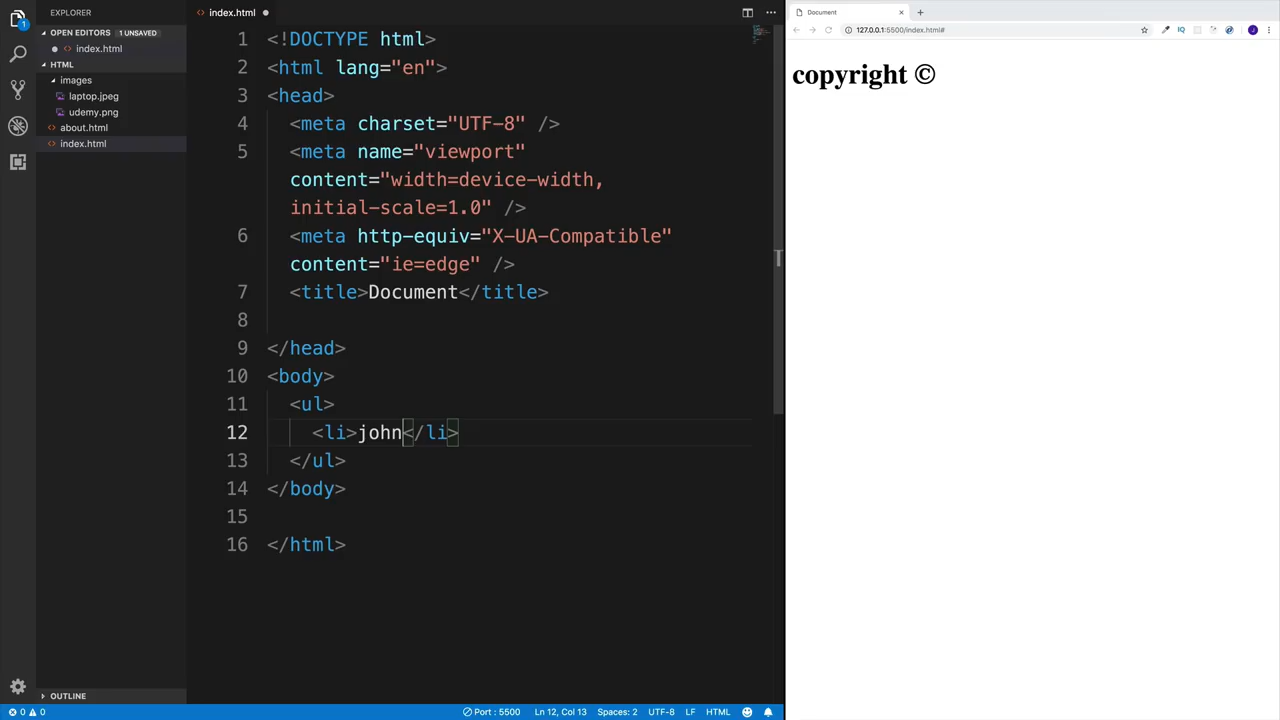 EXPLORER
OPEN EDITORS 1 UNSAVED
index.html
HTML
images
laptop.jpeg
udemy.png
about.html
index.html
OUTLINE
1
index.html
1 <!DOCTYPE html>
2 <html lang="en">
3 <head>
4 <meta charset="UTF-8" />
5 <meta name="viewport"
content="width=device-width,
initial-scale=1.0" />
6 <meta http-equiv="X-UA-Compatible"
content="ie=edge" />
7 <title>Document</title>
8
9 </head>
10 <body>
11 <ul>
12 <li>john</li>
13 </ul>
14 </body>
15
16 </html>
0 0
Port : 5500 Ln 12, Col 13 Spaces: 2 UTF-8 LF HTML
Document
127.0.0.1:5500/index.html#
IQ
J
copyright ©